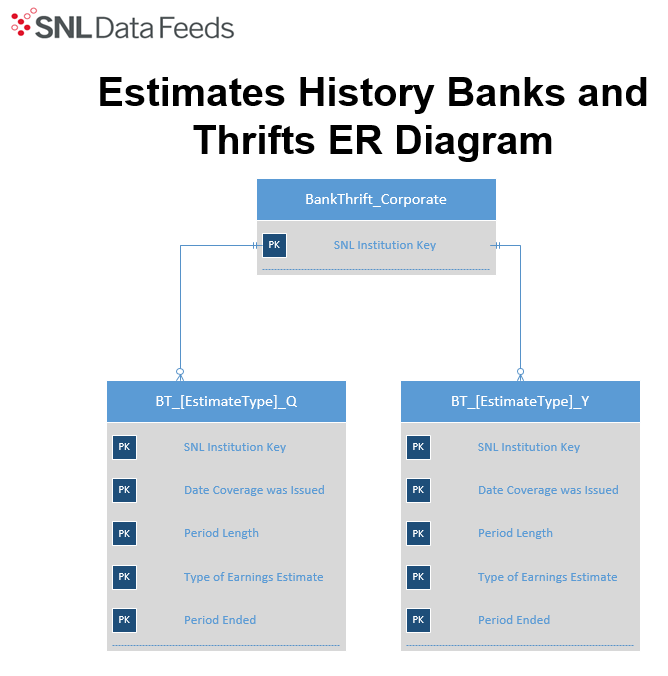 SNL Data Feeds
Estimates History Banks and
Thrifts ER Diagram
BankThrift_Corporate
PK SNL Institution Key
BT_[EstimateType]_Q
PK SNL Institution Key
PK Date Coverage was Issued
PK Period Length
PK Type of Earnings Estimate
PK Period Ended
BT_[EstimateType]_Y
PK SNL Institution Key
PK Date Coverage was Issued
PK Period Length
PK Type of Earnings Estimate
PK Period Ended